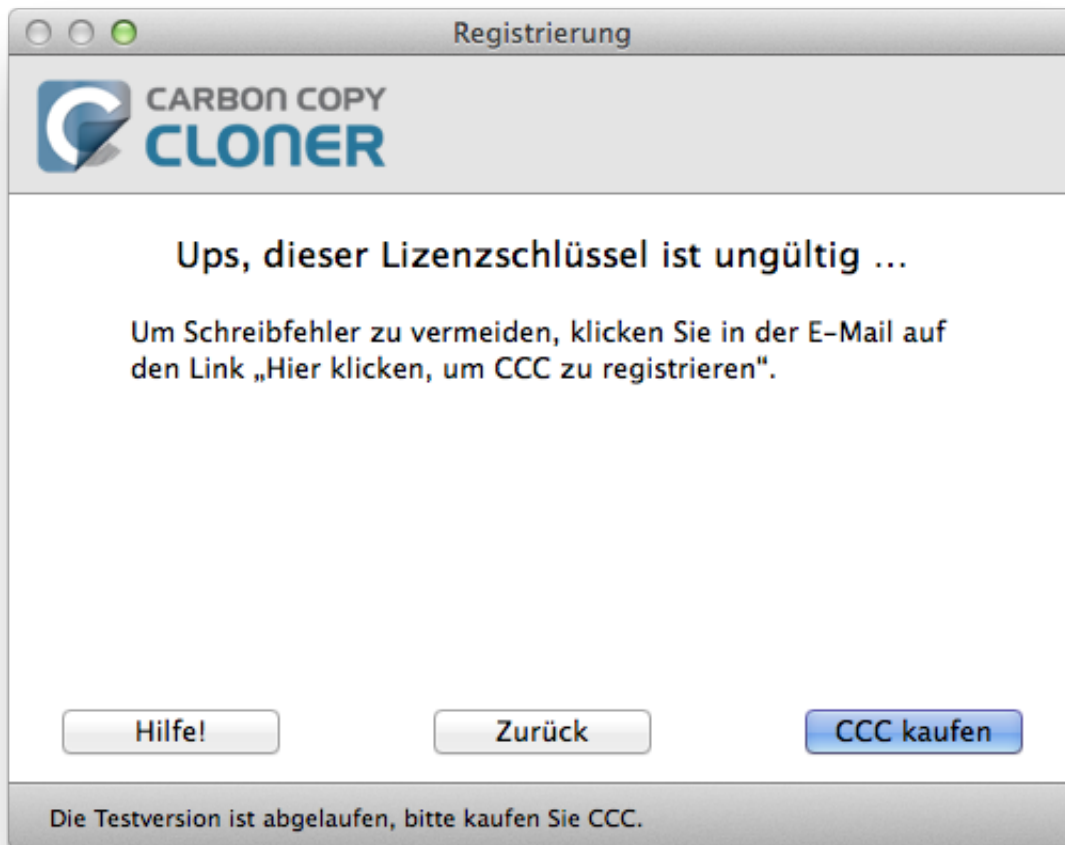 Registrierung
CARBON COPY
CLONER
Ups, dieser Lizenzschlüssel ist ungültig ...
Um Schreibfehler zu vermeiden, klicken Sie in der E-Mail auf
den Link „Hier klicken, um CCC zu registrieren“.
Hilfe!
Zurück
CCC kaufen
Die Testversion ist abgelaufen, bitte kaufen Sie CCC.